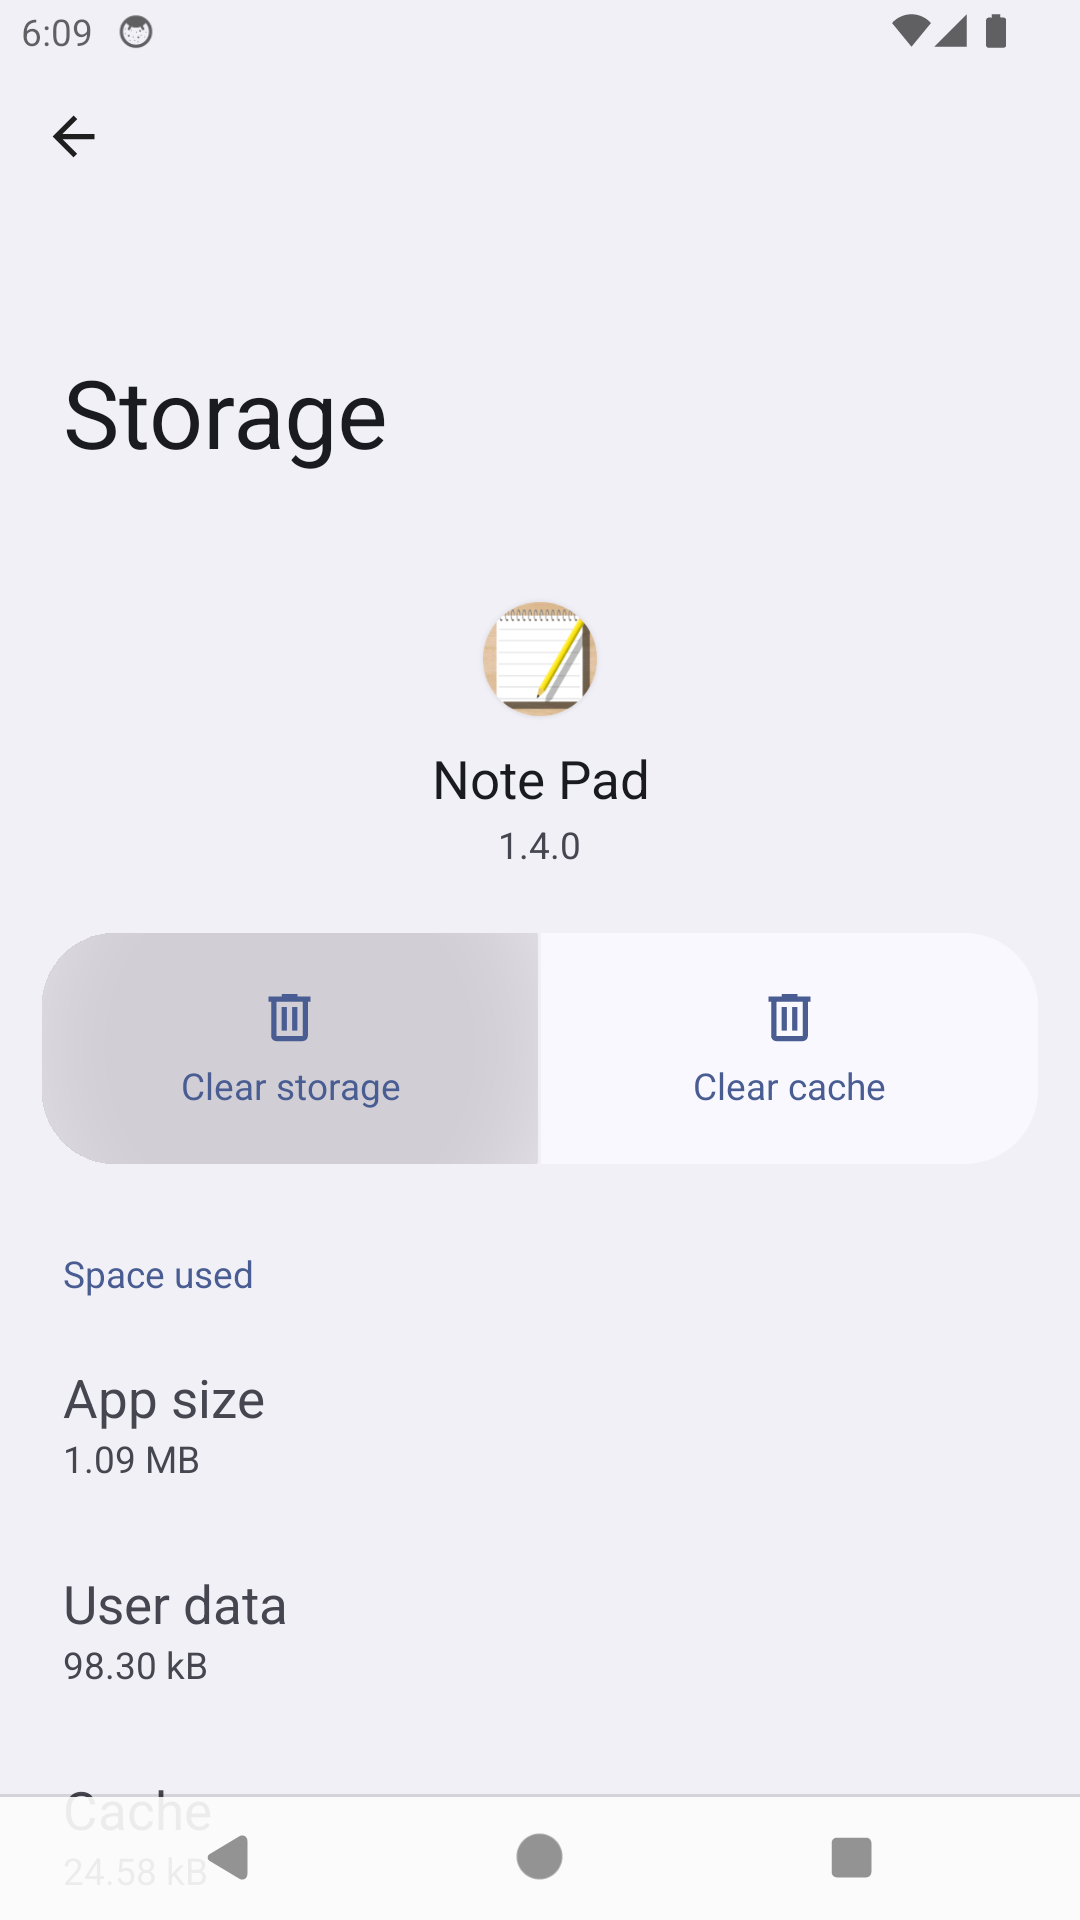 6:09
Storage
Note Pad
1.4.0
Clear storage
Clear cache
Space used
App size
1.09 MB
User data
98.30 kB
Cache
24.58 kB